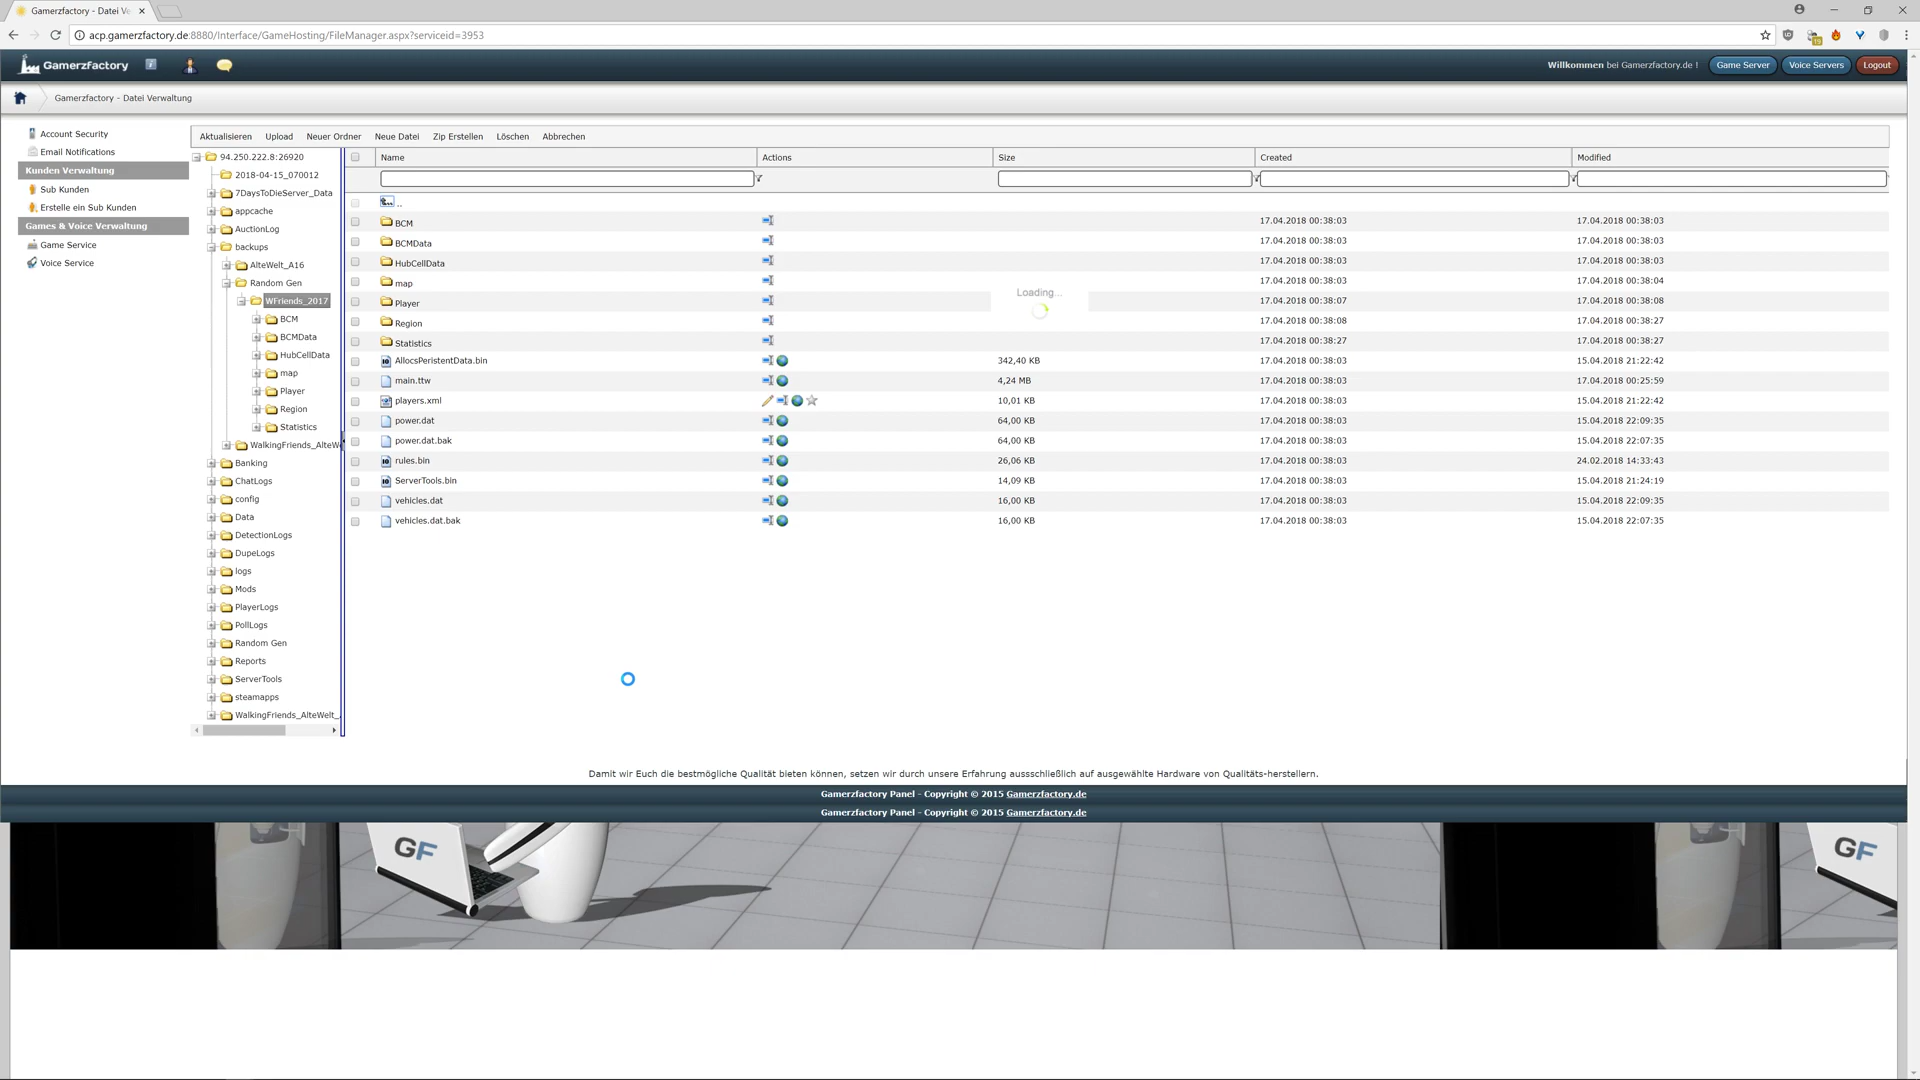 Gamerzfactory - Datei Ve
acp.gamerzfactory.de:8880/Interface/GameHosting/FileManager.aspx?serviceid=3953
Gamerzfactory
Willkommen bei Gamerzfactory.de ! Game Server Voice Servers Logout
Gamerzfactory - Datei Verwaltung
Account Security
Email Notifications
Kunden Verwaltung
Sub Kunden
Erstelle ein Sub Kunden
Games & Voice Verwaltung
Game Service
Voice Service
Aktualisieren Upload Neuer Ordner Neue Datei Zip Erstellen Löschen Abbrechen
94.250.222.8:26920
2018-04-15_070012
7DaysToDieServer_Data
appcache
AuctionLog
backups
AlteWelt_A16
Random Gen
WFriends_2017
BCM
BCMData
HubCellData
map
Player
Region
Statistics
WalkingFriends_AlteW
Banking
ChatLogs
config
Data
DetectionLogs
DupeLogs
logs
Mods
PlayerLogs
PollLogs
Random Gen
Reports
ServerTools
steamapps
WalkingFriends_AlteWelt_
Name Actions Size Created Modified
..
BCM 17.04.2018 00:38:03 17.04.2018 00:38:03
BCMData 17.04.2018 00:38:03 17.04.2018 00:38:03
HubCellData 17.04.2018 00:38:03 17.04.2018 00:38:03
map 17.04.2018 00:38:03 17.04.2018 00:38:04
Loading...
Player 17.04.2018 00:38:07 17.04.2018 00:38:08
Region 17.04.2018 00:38:08 17.04.2018 00:38:27
Statistics 17.04.2018 00:38:27 17.04.2018 00:38:27
AllocsPeristentData.bin 342,40 KB 17.04.2018 00:38:03 15.04.2018 21:22:42
main.ttw 4,24 MB 17.04.2018 00:38:03 17.04.2018 00:25:59
players.xml 10,01 KB 17.04.2018 00:38:03 15.04.2018 21:22:42
power.dat 64,00 KB 17.04.2018 00:38:03 15.04.2018 22:09:35
power.dat.bak 64,00 KB 17.04.2018 00:38:03 15.04.2018 22:07:35
rules.bin 26,06 KB 17.04.2018 00:38:03 24.02.2018 14:33:43
ServerTools.bin 14,09 KB 17.04.2018 00:38:03 15.04.2018 21:24:19
vehicles.dat 16,00 KB 17.04.2018 00:38:03 15.04.2018 22:09:35
vehicles.dat.bak 16,00 KB 17.04.2018 00:38:03 15.04.2018 22:07:35
Damit wir Euch die bestmögliche Qualität bieten können, setzen wir durch unsere Erfahrung aussschließlich auf ausgewählte Hardware von Qualitäts-herstellern.
Gamerzfactory Panel - Copyright © 2015 Gamerzfactory.de
Gamerzfactory Panel - Copyright © 2015 Gamerzfactory.de
GF
GF